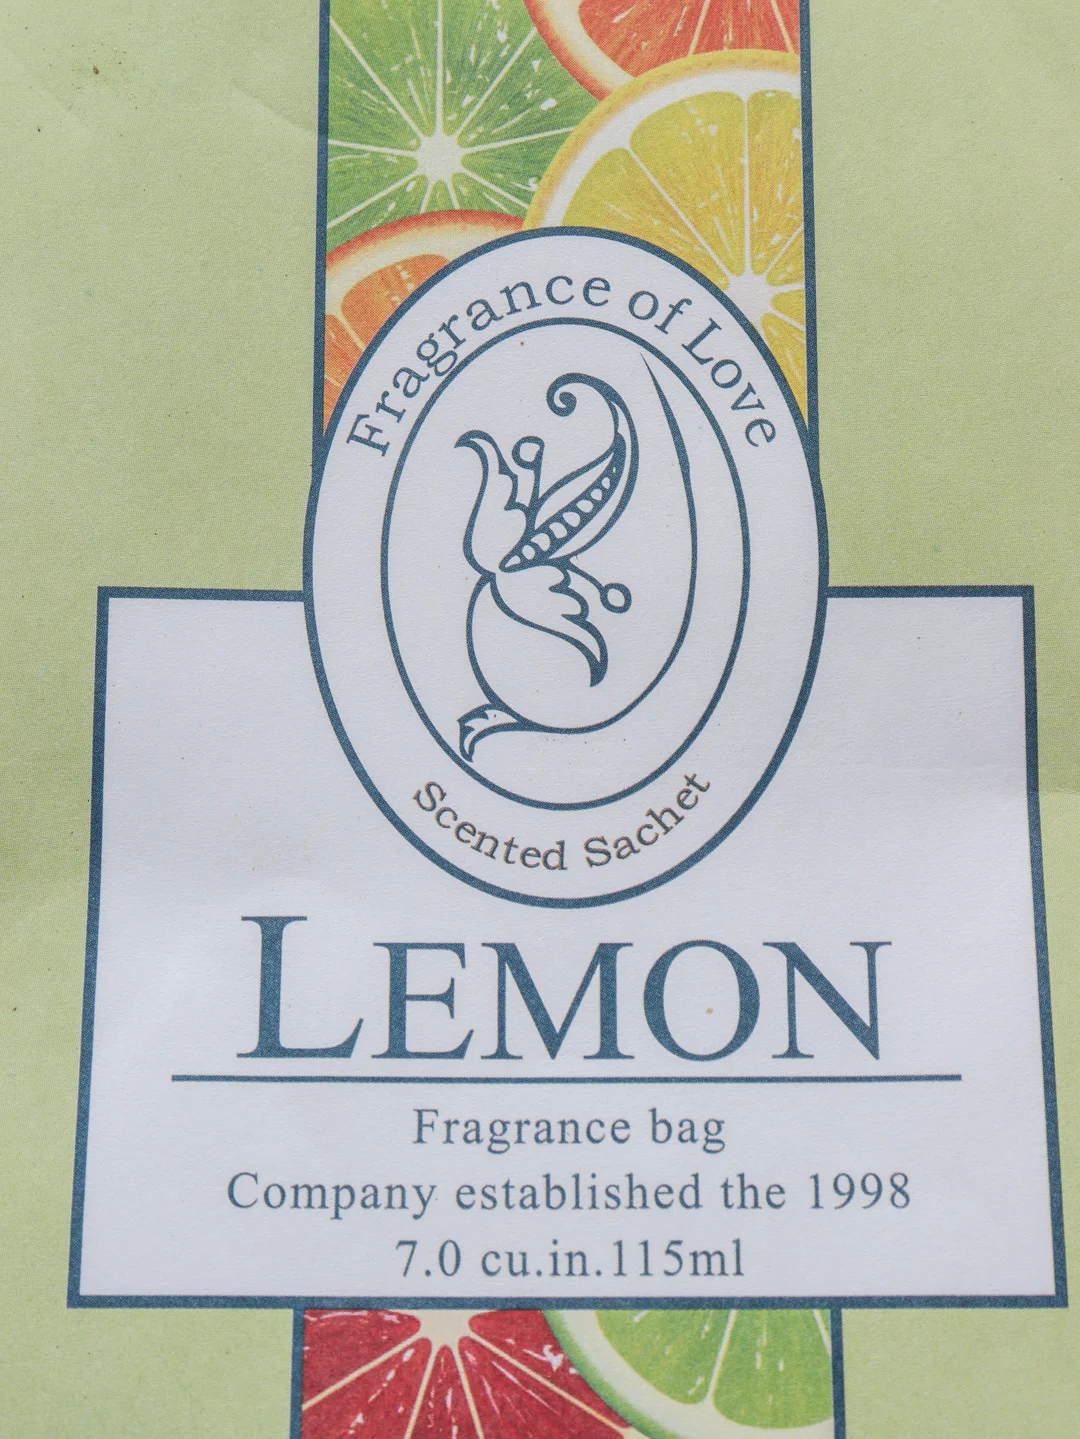 Fragrance of Love
Scented Sachet
LEMON
Fragrance bag
Company established the 1998
7.0 cu.in.115ml